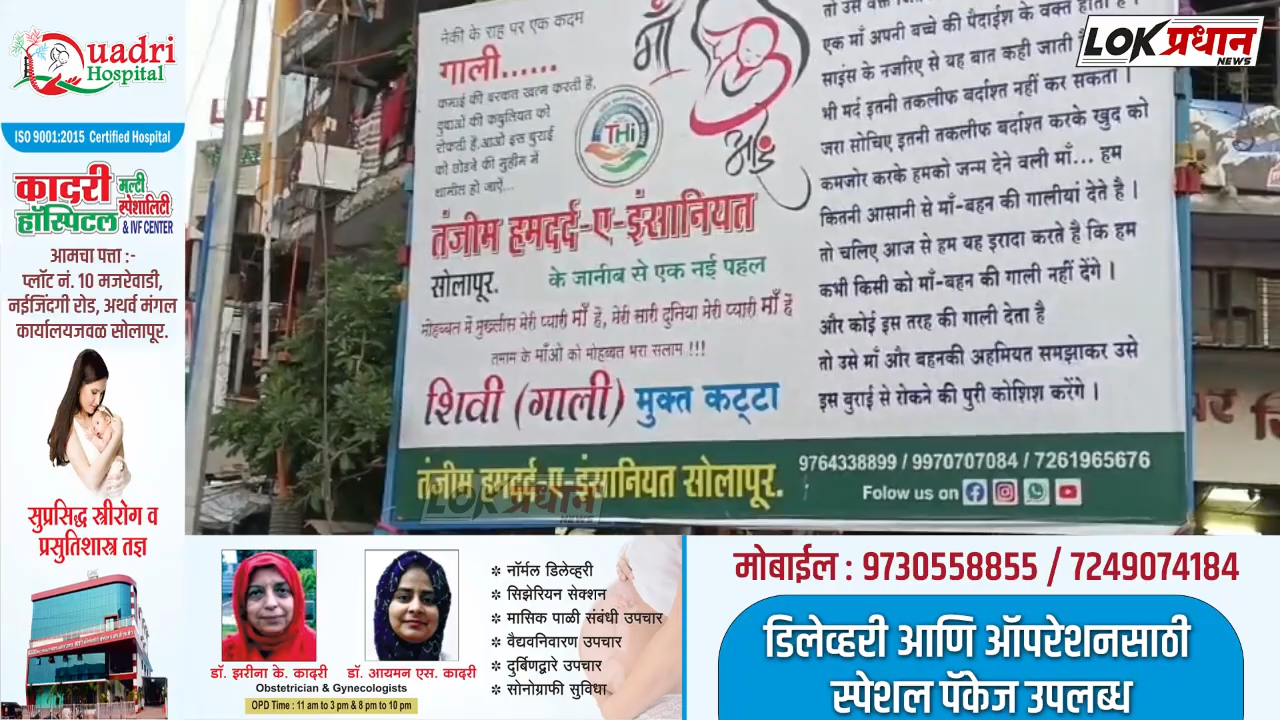 Quadri
Hospital
ISO 9001:2015 Certified Hospital
कादरी
हॉस्पिटल
मल्टी
स्पेशालिटी
& IVF CENTER
आमचा पत्ता :-
प्लॉट नं. 10 मजरेवाडी,
नईजिंदगी रोड, अथर्व मंगल
कार्यालयजवळ सोलापूर.
सुप्रसिद्ध स्त्रीरोग व
प्रसुतिशास्त्र तज्ञ
LOK प्रधान
NEWS
नेकी के राह पर एक कदम
गाली......
कमाई की बरकत खत्म करती है,
दुवाओं की कबुलियत को
रोकती है.आओ इस बुराई
को छोडने की मुहीम में
शामील हो जाऐ...
THi
माँ
आई
तंजीम हमदर्द-ए-इंसानियत
सोलापूर.
के जानीब से एक नई पहल
मोहब्बत में मुख्लीस मेरी प्यारी माँ हें, मेरी सारी दुनिया मेरी प्यारी माँ हें
तमाम के माँओ को मोहब्बत भरा सलाम !!!
शिवी (गाली) मुक्त कट्टा
एक माँ अपनी बच्चे की पैदाईश के वक्त
साइंस के नजरिए से यह बात कही जाती
भी मर्द इतनी तकलीफ बर्दाश्त नहीं कर सकता |
जरा सोचिए इतनी तकलीफ बर्दाश्त करके खुद को
कमजोर करके हमको जन्म देने वली माँ... हम
कितनी आसानी से माँ-बहन की गालीयां देते है |
तो चलिए आज से हम यह इरादा करते है कि हम
कभी किसी को माँ-बहन की गाली नहीं देंगे |
और कोई इस तरह की गाली देता है
तो उसे माँ और बहनकी अहमियत समझाकर उसे
इस बुराई से रोकने की पुरी कोशिश करेंगे |
तंजीम हमदर्द-ए-इंसानियत सोलापूर.
9764338899 / 9970707084 / 7261965676
Folow us on
LOK प्रधान
NEWS
डॉ. झरीना के. कादरी
डॉ. आयमन एस. कादरी
Obstetrician & Gynecologists
OPD Time : 11 am to 3 pm & 8 pm to 10 pm
❇ नॉर्मल डिलेव्हरी
❇ सिझेरियन सेक्शन
❇ मासिक पाळी संबंधी उपचार
❇ वैद्यवनिवारण उपचार
❇ दुर्बिणद्वारे उपचार
❇ सोनोग्राफी सुविधा
मोबाईल : 9730558855 / 7249074184
डिलेव्हरी आणि ऑपरेशनसाठी
स्पेशल पॅकेज उपलब्ध